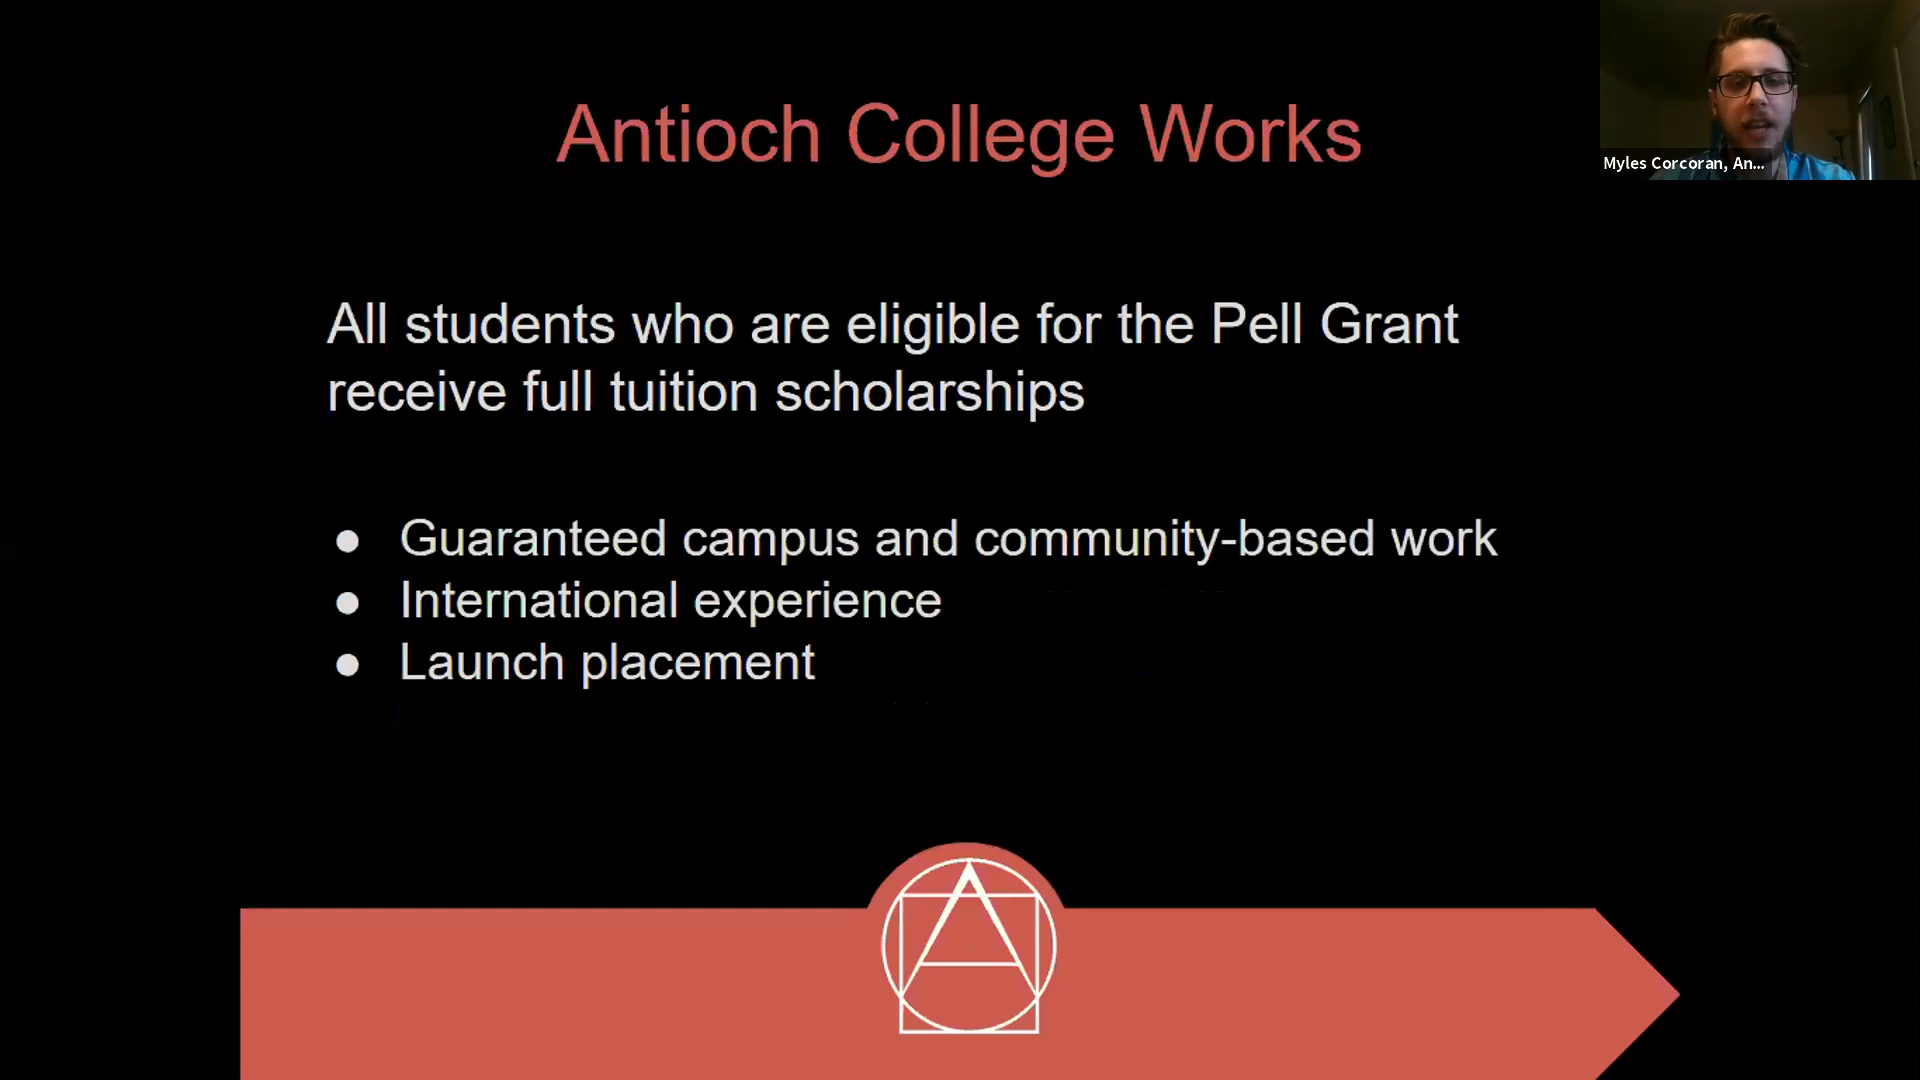 Antioch College Works
Myles Corcoran, An...
All students who are eligible for the Pell Grant
receive full tuition scholarships
● Guaranteed campus and community-based work
● International experience
● Launch placement
A